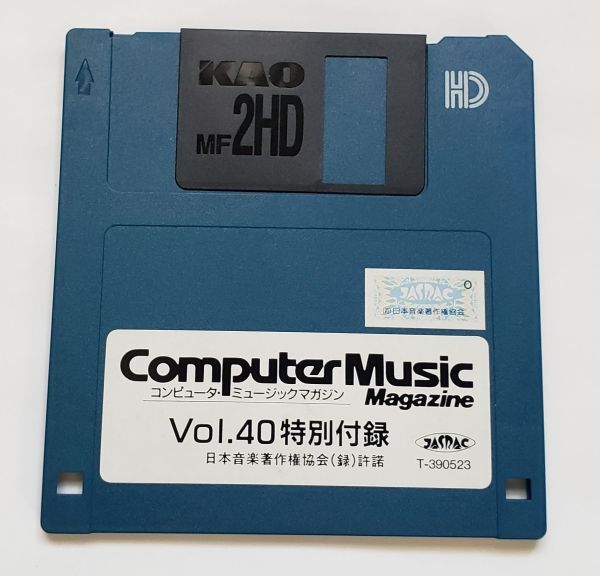 KAO
MF 2HD
HD
JASRAC
O
㈳日本音楽著作権協会
Computer Music
コンピュータ・ミュージックマガジン
Magazine
Vol.40特別付録
日本音楽著作権協会(録)許諾
JASRAC
T-390523